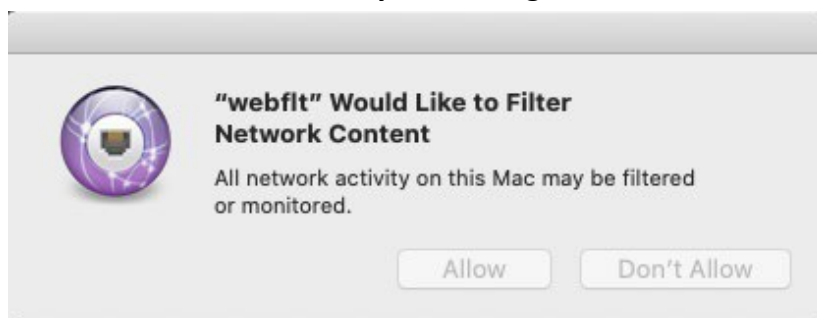 “webflt” Would Like to Filter
Network Content
All network activity on this Mac may be filtered
or monitored.
Allow
Don’t Allow